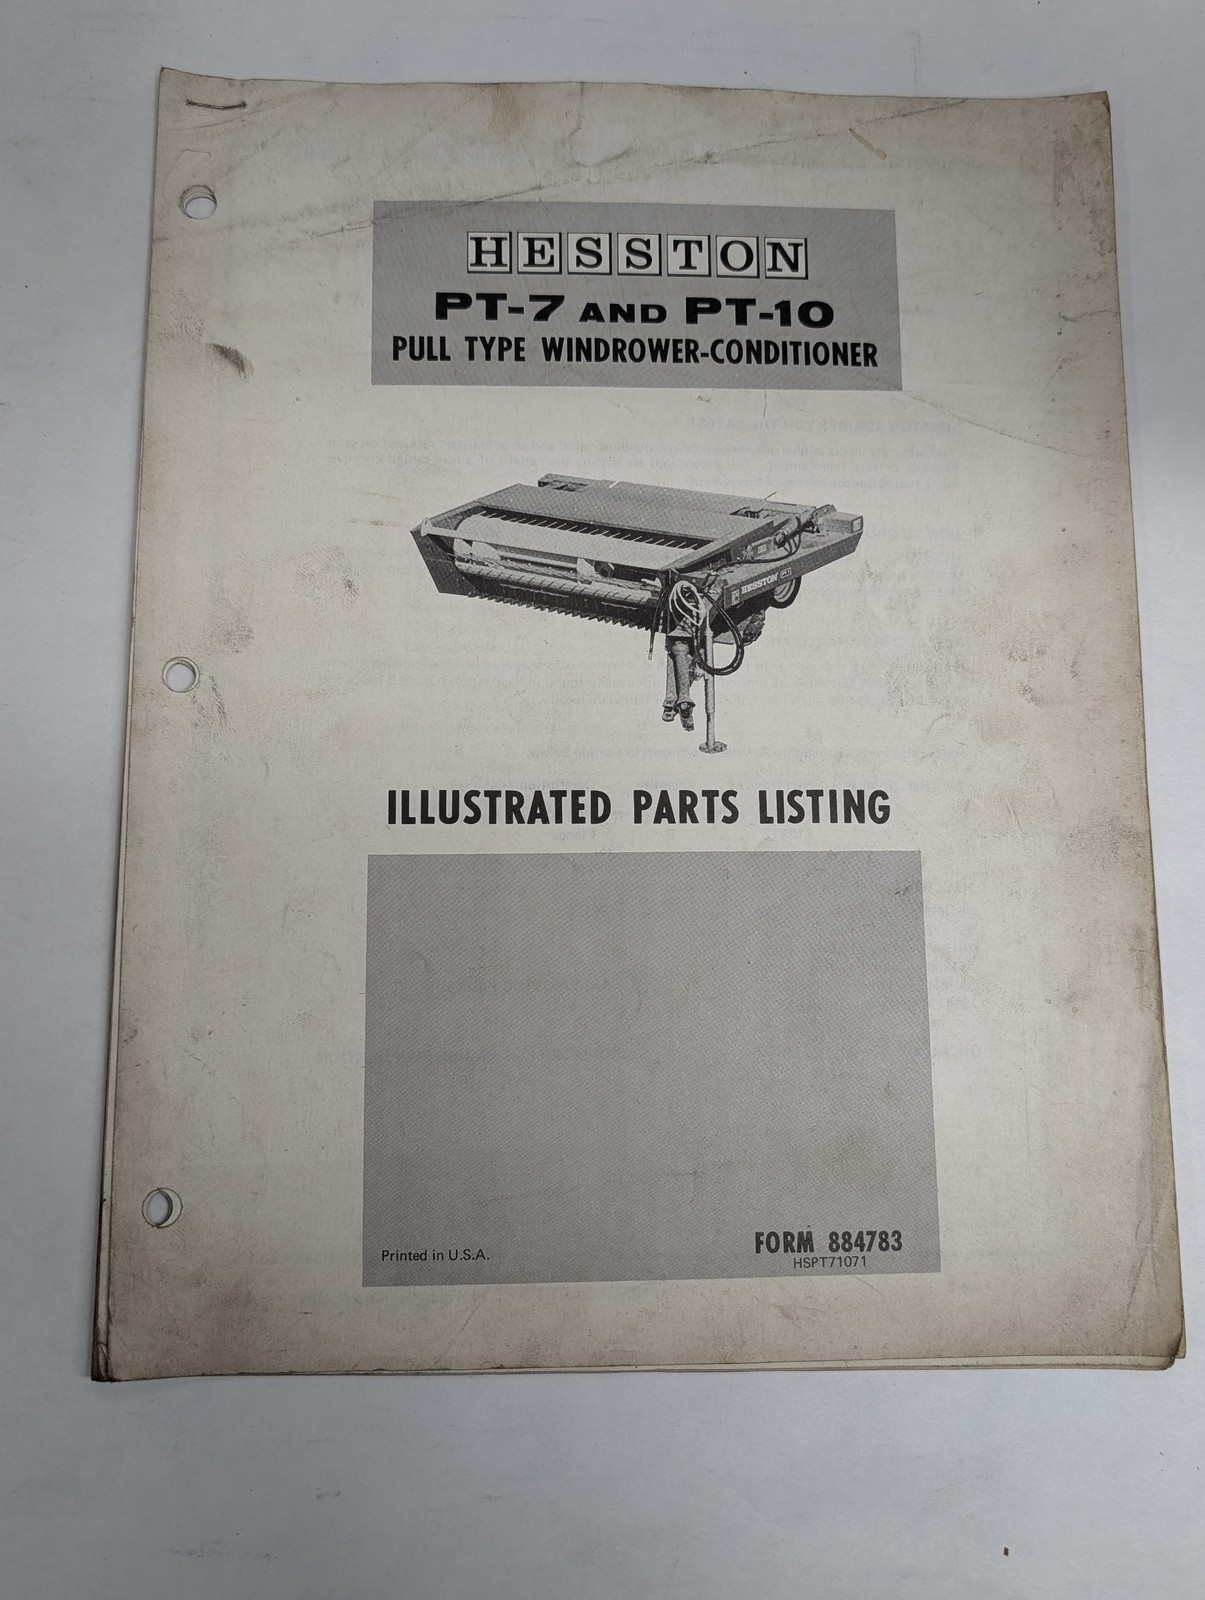 HESSTON
PT-7 AND PT-10
PULL TYPE WINDROWER-CONDITIONER
HESSTON
ILLUSTRATED PARTS LISTING
Printed in U.S.A.
FORM 884783
HSPT71071